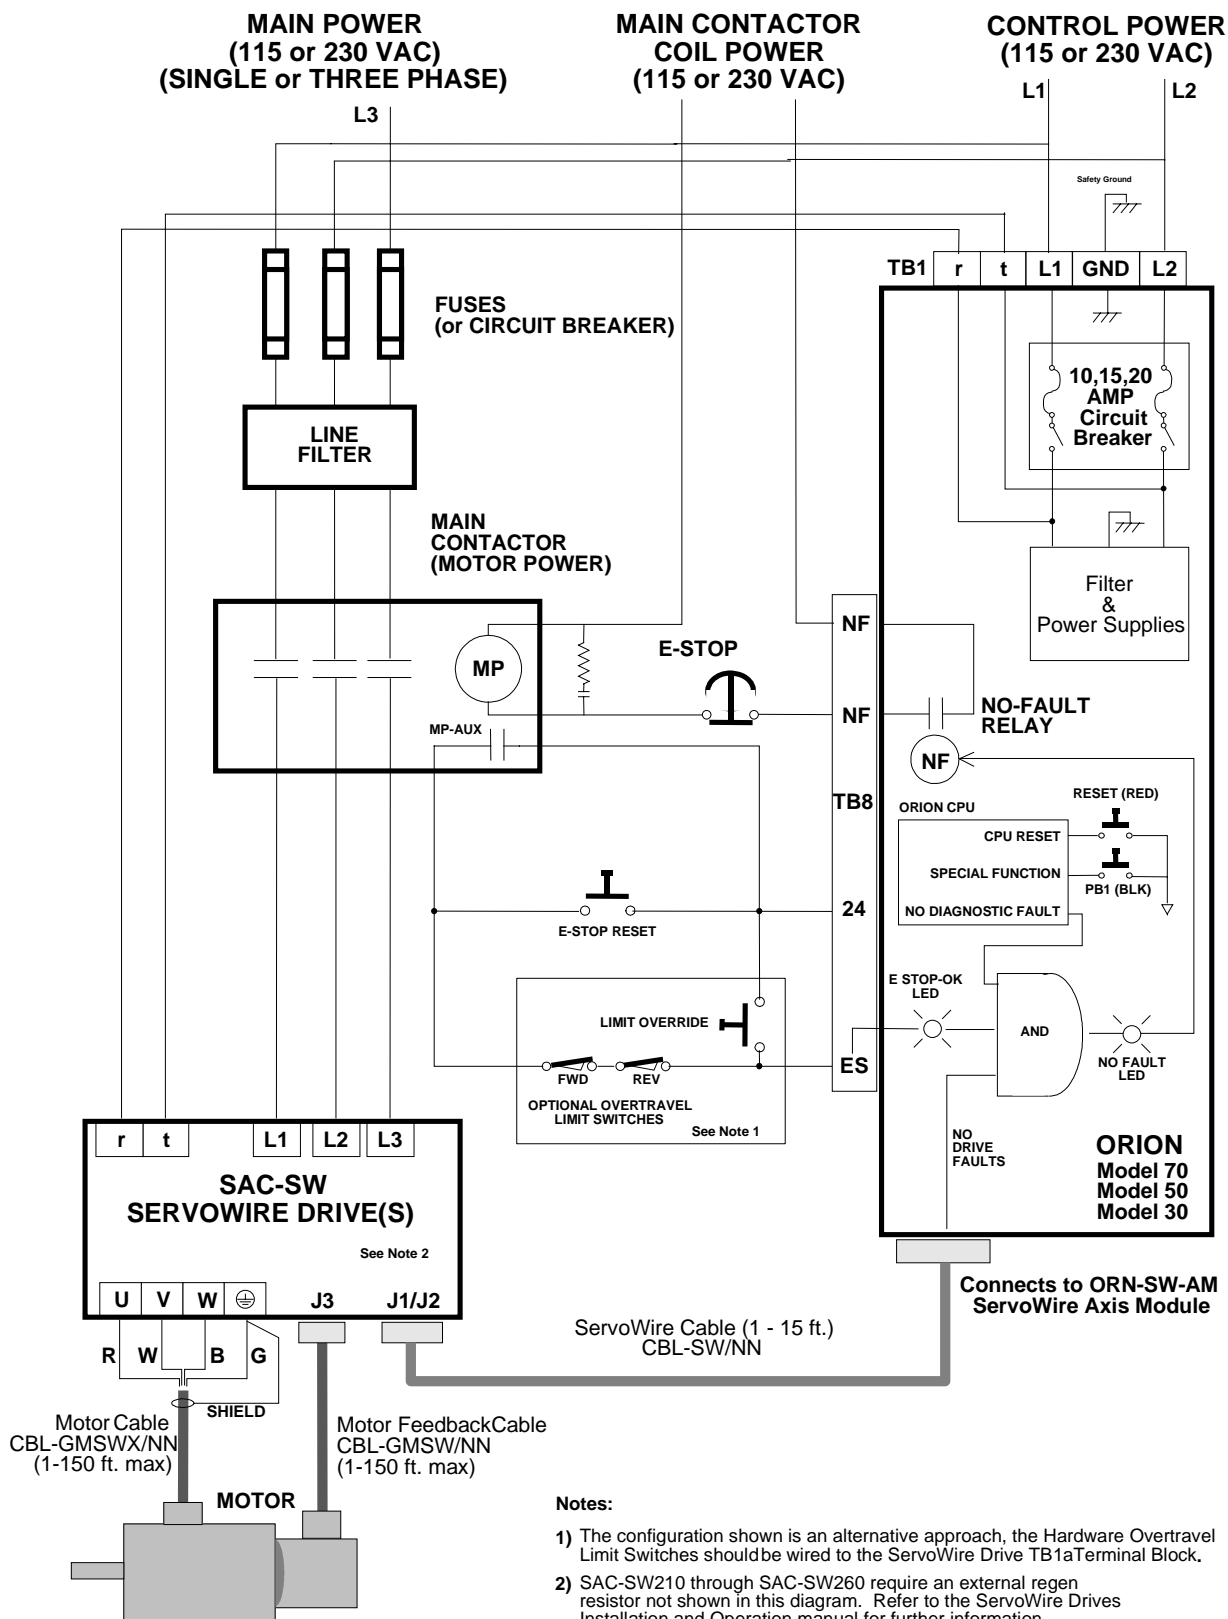 MAIN POWER
(115 or 230 VAC)
(SINGLE or THREE PHASE)
MAIN CONTACTOR
COIL POWER
(115 or 230 VAC)
CONTROL POWER
(115 or 230 VAC)
L3
L1
L2
Safety Ground
TB1
r
t
L1
GND
L2
FUSES
(or CIRCUIT BREAKER)
10,15,20
AMP
Circuit
Breaker
LINE
FILTER
MAIN
CONTACTOR
(MOTOR POWER)
Filter
&
Power Supplies
MP
E-STOP
NF
NF
NO-FAULT
RELAY
MP-AUX
NF
TB8
ORION CPU
RESET (RED)
CPU RESET
SPECIAL FUNCTION
PB1 (BLK)
NO DIAGNOSTIC FAULT
24
E-STOP RESET
E STOP-OK
LED
LIMIT OVERRIDE
AND
NO FAULT
LED
ES
FWD
REV
OPTIONAL OVERTRAVEL
LIMIT SWITCHES
See Note 1
NO
DRIVE
FAULTS
ORION
Model 70
Model 50
Model 30
r
t
L1
L2
L3
SAC-SW
SERVOWIRE DRIVE(S)
See Note 2
U
V
W
J3
J1/J2
Connects to ORN-SW-AM
ServoWire Axis Module
ServoWire Cable (1 - 15 ft.)
CBL-SW/NN
R
W
B
G
SHIELD
Motor Cable
CBL-GMSWX/NN
(1-150 ft. max)
Motor FeedbackCable
CBL-GMSW/NN
(1-150 ft. max)
MOTOR
Notes:
1) The configuration shown is an alternative approach, the Hardware Overtravel
Limit Switches should be wired to the ServoWire Drive TB1aTerminal Block.
2) SAC-SW210 through SAC-SW260 require an external regen
resistor not shown in this diagram. Refer to the ServoWire Drives
Installation and Operation manual for further information